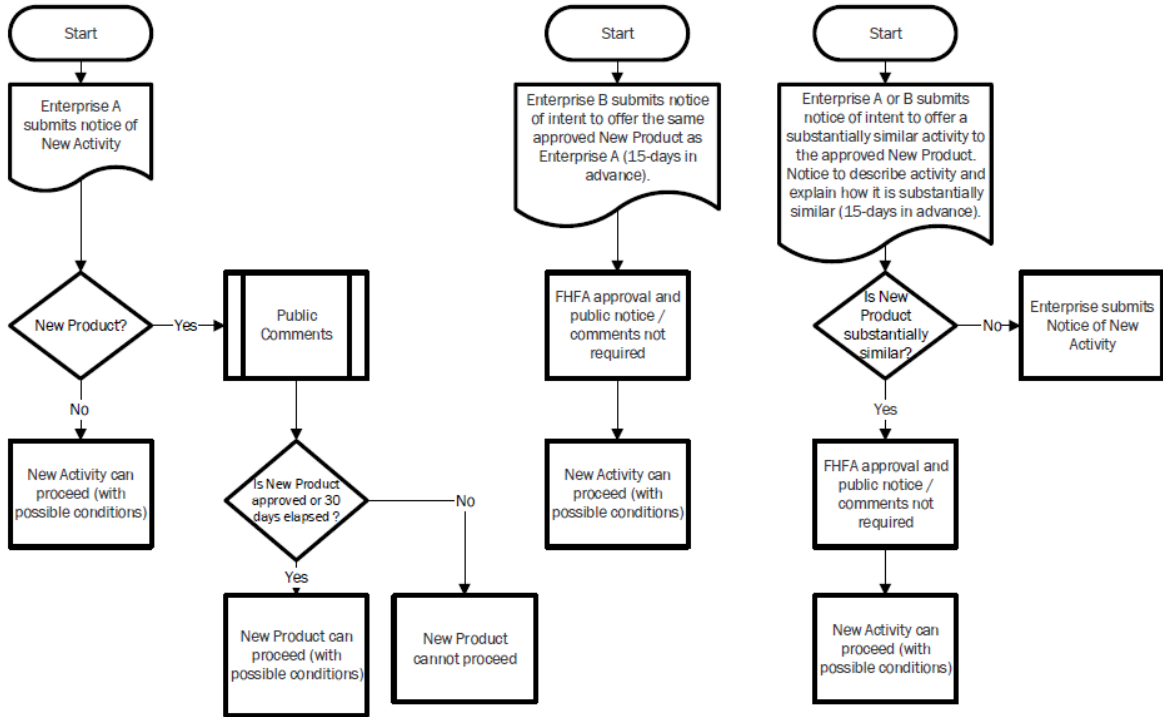 Start
Enterprise A
submits notice of
New Activity
New Product?
Yes
Public
Comments
No
New Activity can
proceed (with
possible conditions)
Is New Product
approved or 30
days elapsed ?
No
Yes
New Product can
proceed (with
possible conditions)
New Product
cannot proceed
Start
Enterprise B submits notice
of intent to offer the same
approved New Product as
Enterprise A (15-days in
advance).
FHFA approval and
public notice /
comments not
required
New Activity can
proceed (with
possible conditions)
Start
Enterprise A or B submits
notice of intent to offer a
substantially similar activity to
the approved New Product.
Notice to describe activity and
explain how it is substantially
similar (15-days in advance).
Is New
Product
substantially
similar?
No
Enterprise submits
Notice of New
Activity
Yes
FHFA approval and
public notice /
comments not
required
New Activity can
proceed (with
possible conditions)